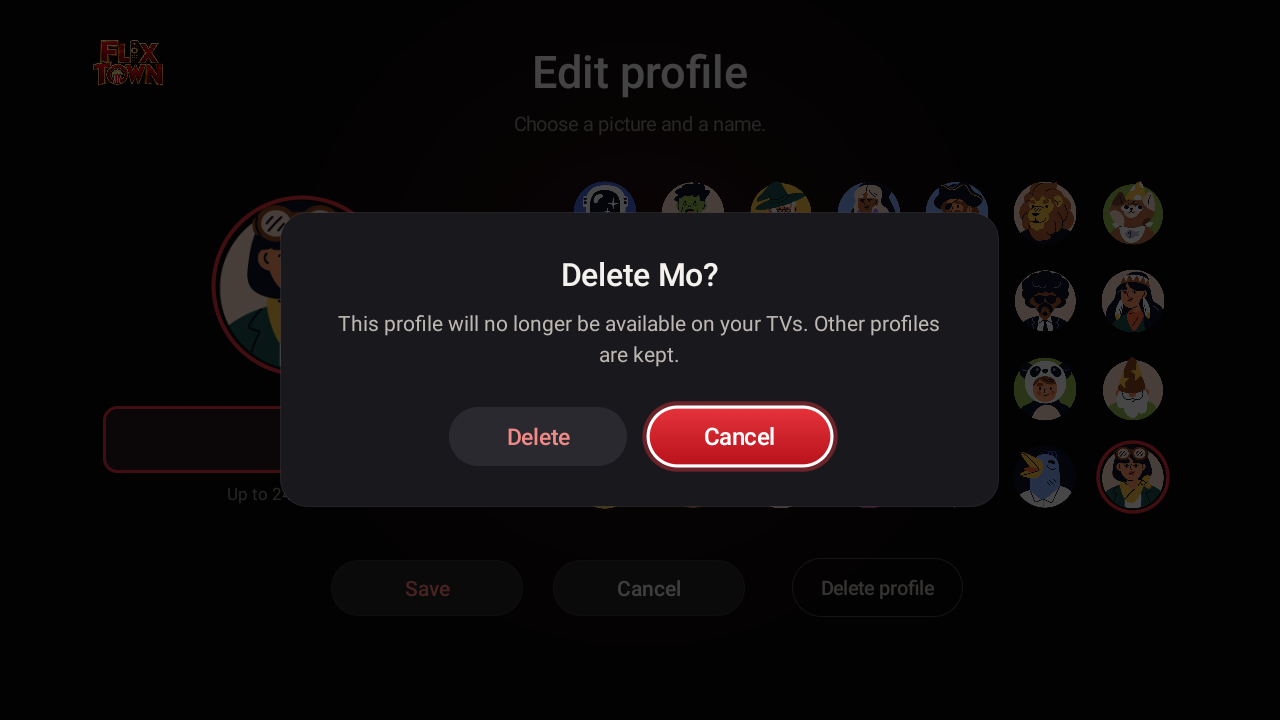 FLIX
TOWN
Edit profile
Choose a picture and a name.
Delete Mo?
This profile will no longer be available on your TVs. Other profiles
are kept.
Delete
Cancel
Up to 24
Save
Cancel
Delete profile